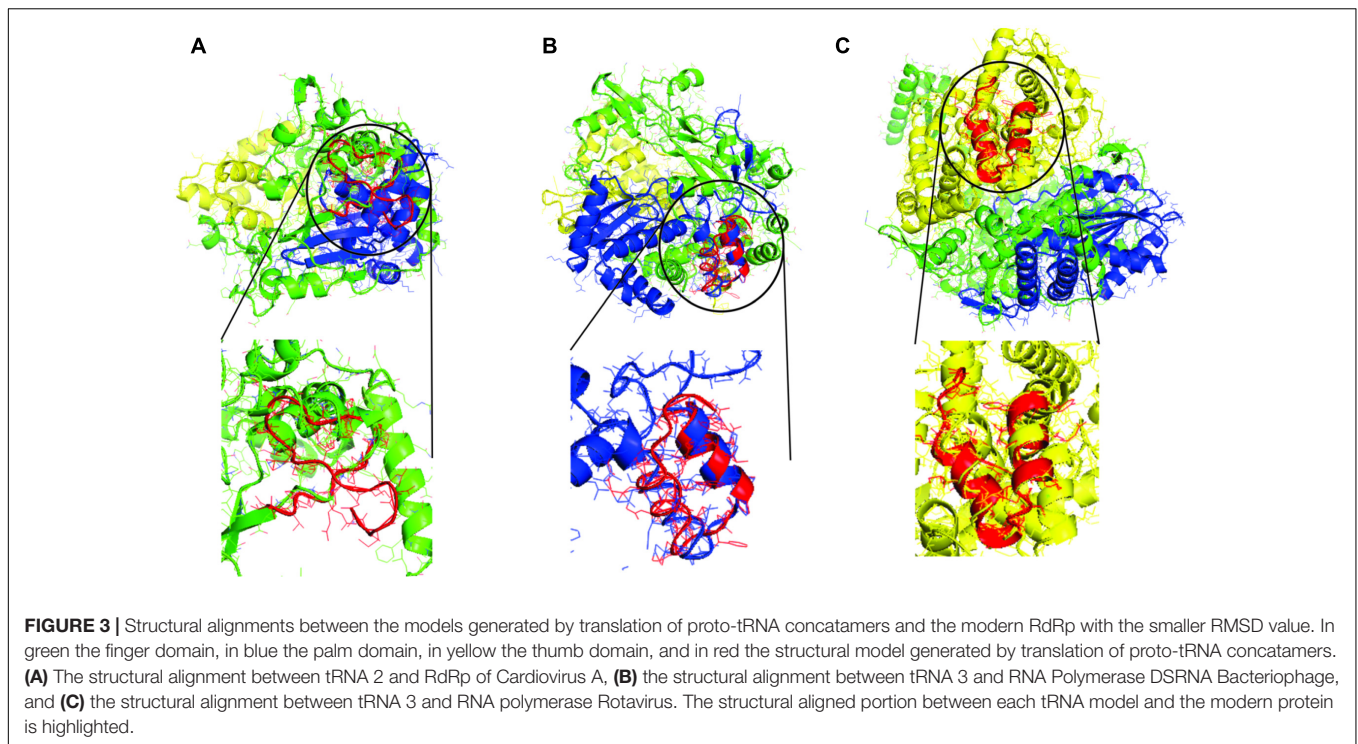 A
B
C
FIGURE 3 | Structural alignments between the models generated by translation of proto-tRNA concatamers and the modern RdRp with the smaller RMSD value. In
green the finger domain, in blue the palm domain, in yellow the thumb domain, and in red the structural model generated by translation of proto-tRNA concatamers.
(A) The structural alignment between tRNA 2 and RdRp of Cardiovirus A, (B) the structural alignment between tRNA 3 and RNA Polymerase DSRNA Bacteriophage,
and (C) the structural alignment between tRNA 3 and RNA polymerase Rotavirus. The structural aligned portion between each tRNA model and the modern protein
is highlighted.